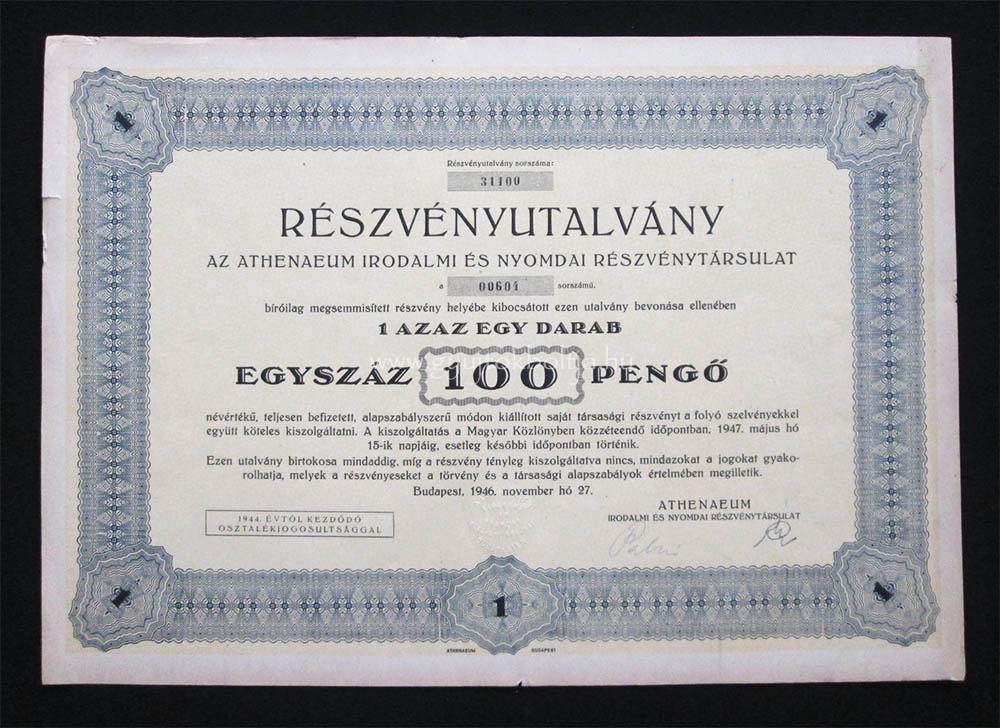 1
1
Részvényutalvány sorszáma:
31100
RÉSZVÉNYUTALVÁNY
AZ ATHENAEUM IRODALMI ÉS NYOMDAI RÉSZVÉNYTÁRSULAT
a 00604 sorszámú.
bíróilag megsemmisített részvény helyébe kibocsátott ezen utalvány bevonása ellenében
1 AZAZ EGY DARAB
EGYSZÁZ 100 PENGŐ
névértékű, teljesen befizetett, alapszabályszerű módon kiállított saját társasági részvényt a folyó szelvényekkel
együtt köteles kiszolgáltatni. A kiszolgáltatás a Magyar Közlönyben közzéteendő időpontban, 1947. május hó
15-ik napjáig, esetleg későbbi időpontban történik.
Ezen utalvány birtokosa mindaddig, míg a részvény tényleg kiszolgáltatva nincs, mindazokat a jogokat gyako-
rolhatja, melyek a részvényeseket a törvény és a társasági alapszabályok értelmében megilletik.
Budapest, 1946. november hó 27.
ATHENAEUM
IRODALMI ÉS NYOMDAI RÉSZVÉNYTÁRSULAT
1944. ÉVTŐL KEZDŐDŐ
OSZTALÉKJOGOSULTSÁGGAL
1
1
1
ATHENAEUM BUDAPEST